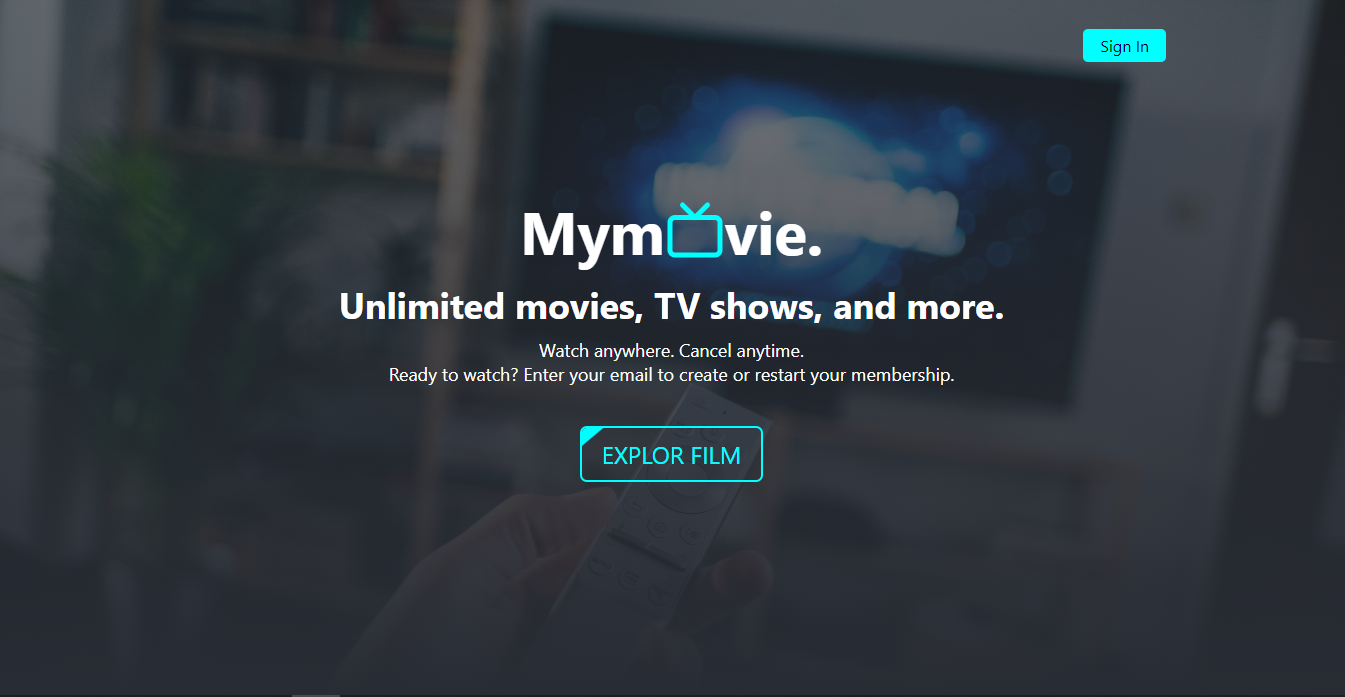 Sign In
Mymovie.
Unlimited movies, TV shows, and more.
Watch anywhere. Cancel anytime.
Ready to watch? Enter your email to create or restart your membership.
EXPLOR FILM